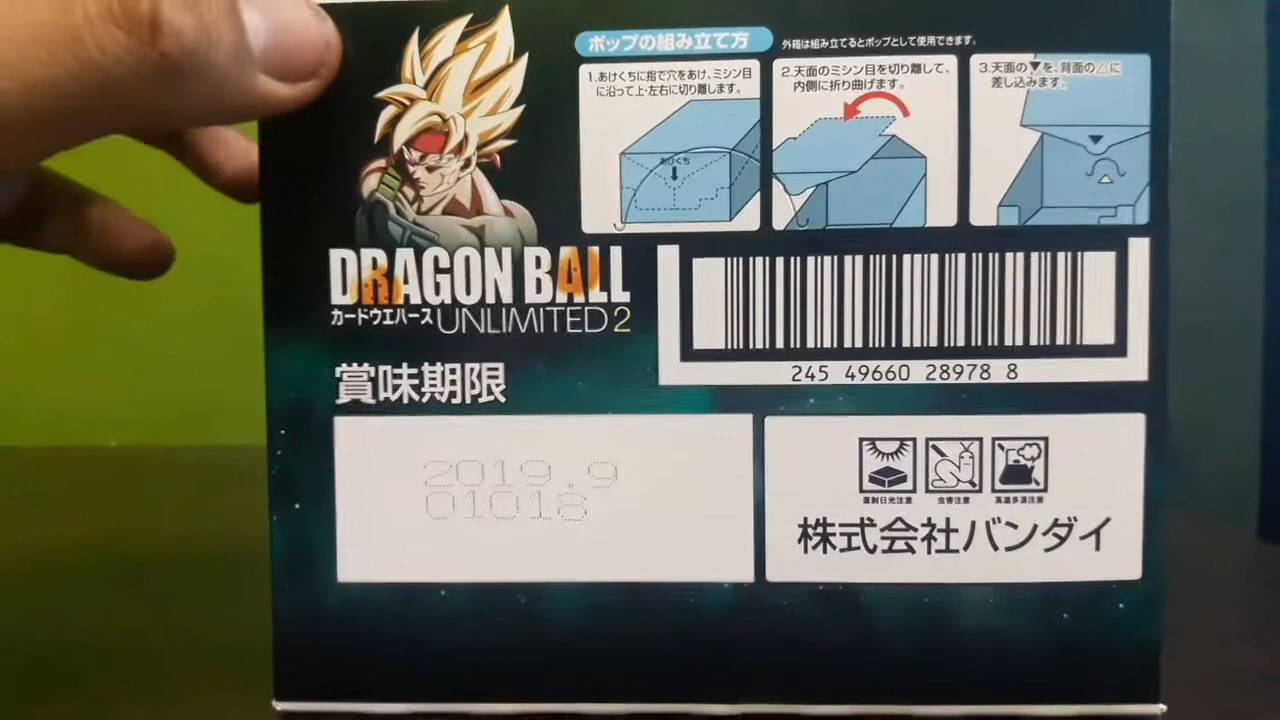 ポップの組み立て方
外箱は組み立てるとポップとして使用できます。
1.あけくちに指で穴をあけ、ミシン目
に沿って上・左右に切り離します。
あけくち
2.天面のミシン目を切り離して、
内側に折り曲げます。
3.天面の▼を、背面の△に
差し込みます。
DRAGON BALL
カードウエハース UNLIMITED 2
245 49660 28978 8
賞味期限
2019.9
01018
直射日光注意
虫害注意
高温多湿注意
株式会社バンダイ